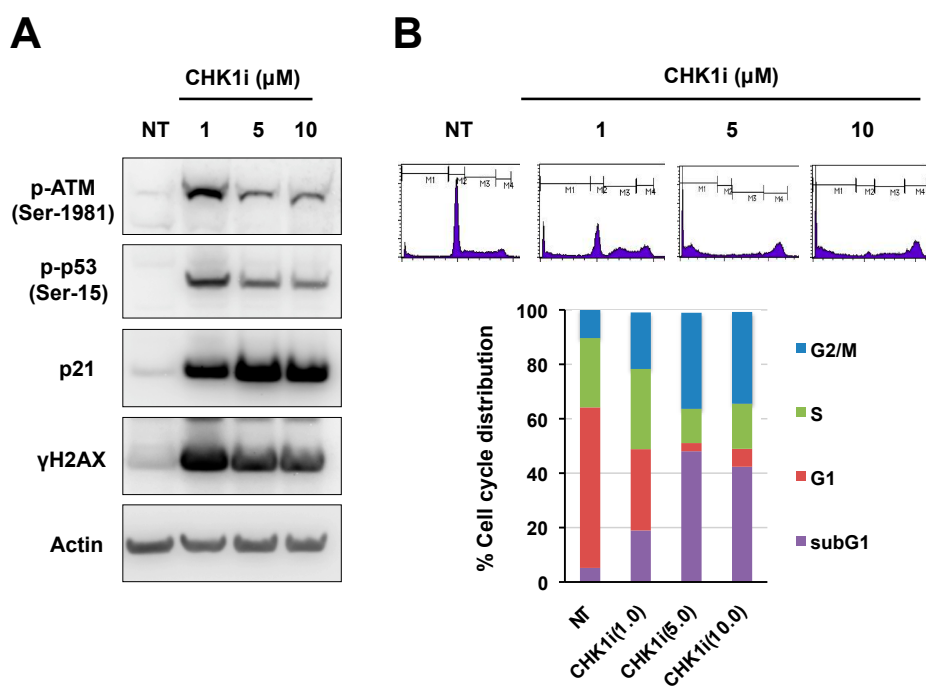 A
CHK1i (µM)
NT 1 5 10
p-ATM
(Ser-1981)
p-p53
(Ser-15)
p21
γH2AX
Actin
B
CHK1i (µM)
NT 1 5 10
M1 M2 M3 M4
M1 M2 M3 M4
M1 M2 M3 M4
M1 M2 M3 M4
% Cell cycle distribution
100
80
60
40
20
0
NT
CHK1i(1.0)
CHK1i(5.0)
CHK1i(10.0)
G2/M
S
G1
subG1